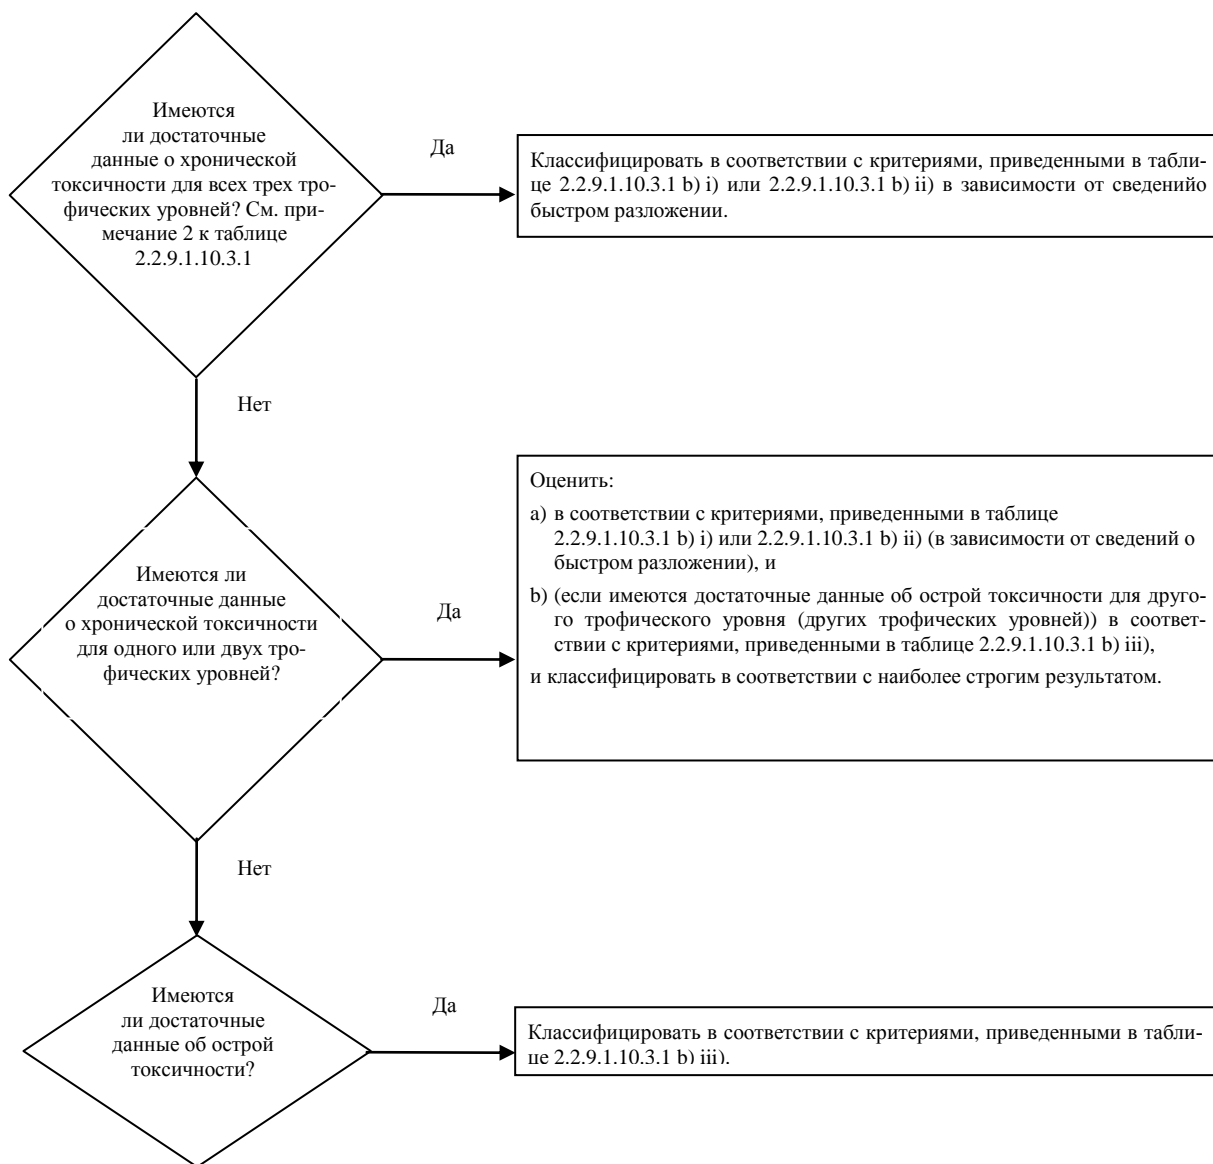 Имеются
ли достаточные
данные о хронической
токсичности для всех трех тро-
фических уровней? См. при-
мечание 2 к таблице
2.2.9.1.10.3.1
Да
Классифицировать в соответствии с критериями, приведенными в табли-
це 2.2.9.1.10.3.1 b) i) или 2.2.9.1.10.3.1 b) ii) в зависимости от сведенийо
быстром разложении.
Нет
Имеются ли
достаточные данные
о хронической токсичности
для одного или двух тро-
фических уровней?
Да
Оценить:
a) в соответствии с критериями, приведенными в таблице
2.2.9.1.10.3.1 b) i) или 2.2.9.1.10.3.1 b) ii) (в зависимости от сведений о
быстром разложении), и
b) (если имеются достаточные данные об острой токсичности для друго-
го трофического уровня (других трофических уровней)) в соответ-
ствии с критериями, приведенными в таблице 2.2.9.1.10.3.1 b) iii),
и классифицировать в соответствии с наиболее строгим результатом.
Нет
Имеются
ли достаточные
данные об острой
токсичности?
Да
Классифицировать в соответствии с критериями, приведенными в табли-
це 2.2.9.1.10.3.1 b) iii).